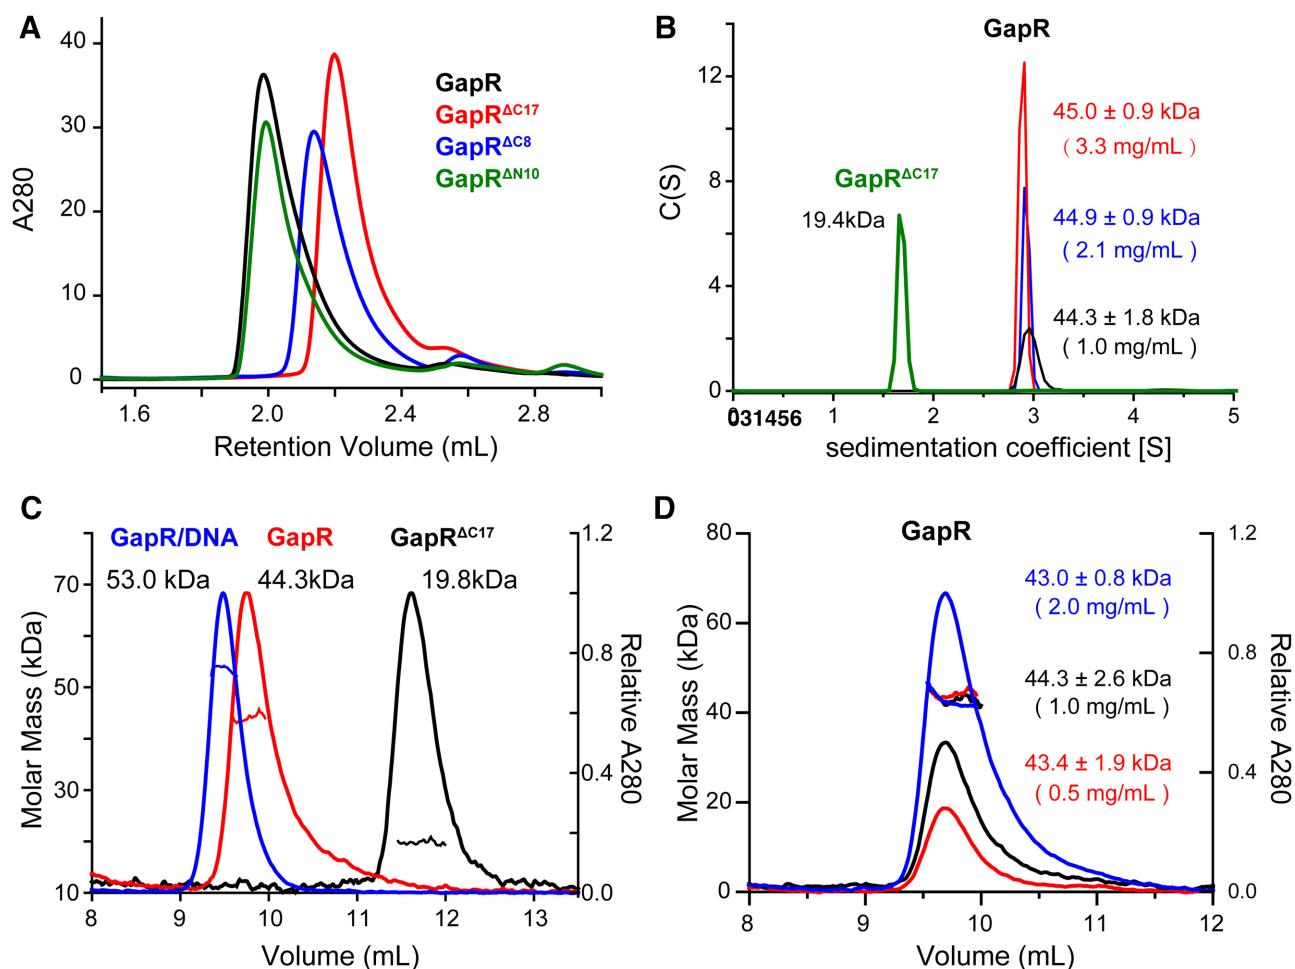 A
40
30
20
10
0
A280
GapR
GapRΔC17
GapRΔC8
GapRΔN10
1.6
2.0
2.4
2.8
Retention Volume (mL)
B
GapR
12
8
4
0
C(S)
GapRΔC17
19.4kDa
45.0 ± 0.9 kDa
( 3.3 mg/mL )
44.9 ± 0.9 kDa
( 2.1 mg/mL )
44.3 ± 1.8 kDa
( 1.0 mg/mL )
031456
1
2
3
4
5
sedimentation coefficient [S]
C
GapR/DNA
GapR
GapRΔC17
53.0 kDa
44.3kDa
19.8kDa
70
50
30
10
Molar Mass (kDa)
1.2
0.8
0.4
0.0
Relative A280
8
9
10
11
12
13
Volume (mL)
D
GapR
80
60
40
20
0
Molar Mass (kDa)
43.0 ± 0.8 kDa
( 2.0 mg/mL )
44.3 ± 2.6 kDa
( 1.0 mg/mL )
43.4 ± 1.9 kDa
( 0.5 mg/mL )
1.2
0.8
0.4
0.0
Relative A280
8
9
10
11
12
Volume (mL)